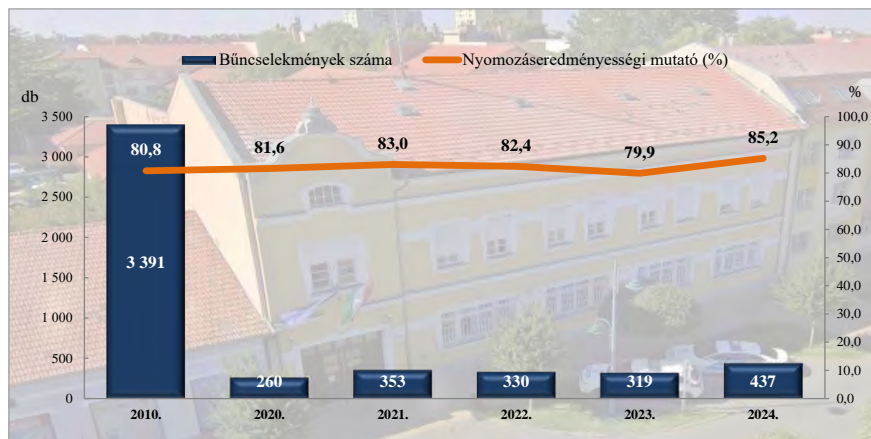 Bűncselekmények száma Nyomozáseredményességi mutató (%)
db %
3 500 100,0
3 000 90,0
2 500 80,0
2 000 70,0
1 500 60,0
1 000 50,0
500 40,0
0 30,0
20,0
10,0
0,0
80,8 81,6 83,0 82,4 79,9 85,2
3 391 260 353 330 319 437
2010. 2020. 2021. 2022. 2023. 2024.